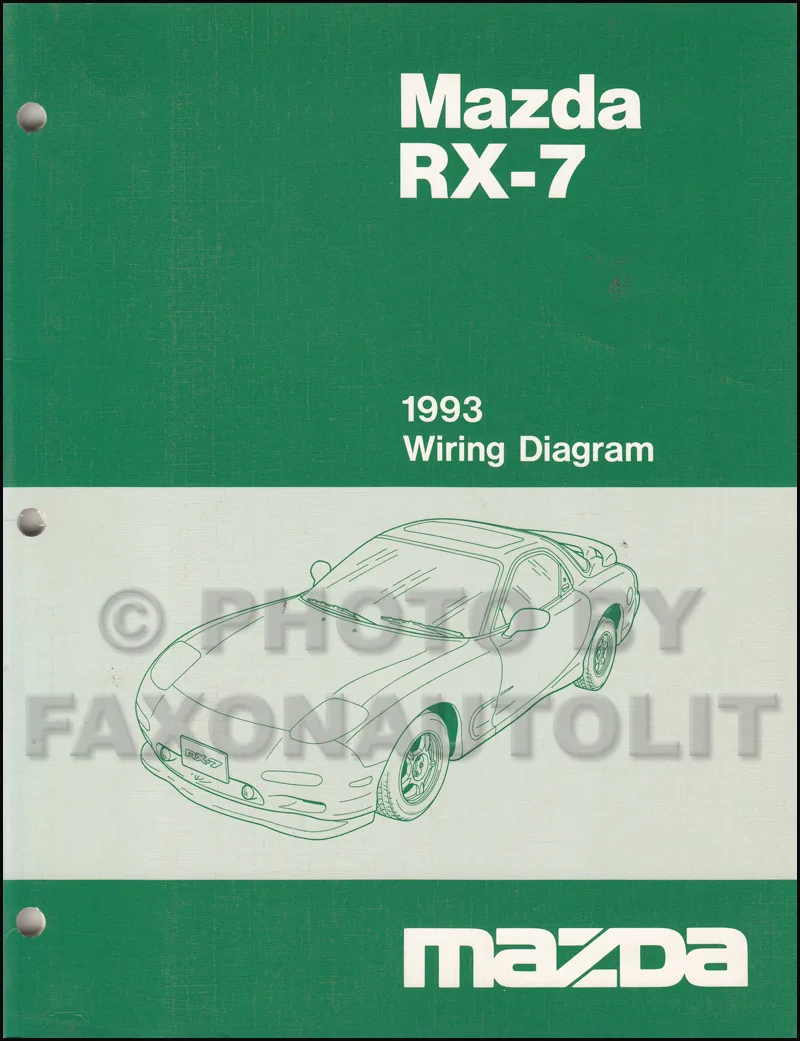 Mazda
RX-7
1993
Wiring Diagram
© PHOTO BY
FAXONAUTOLIT
RX-7
mazda